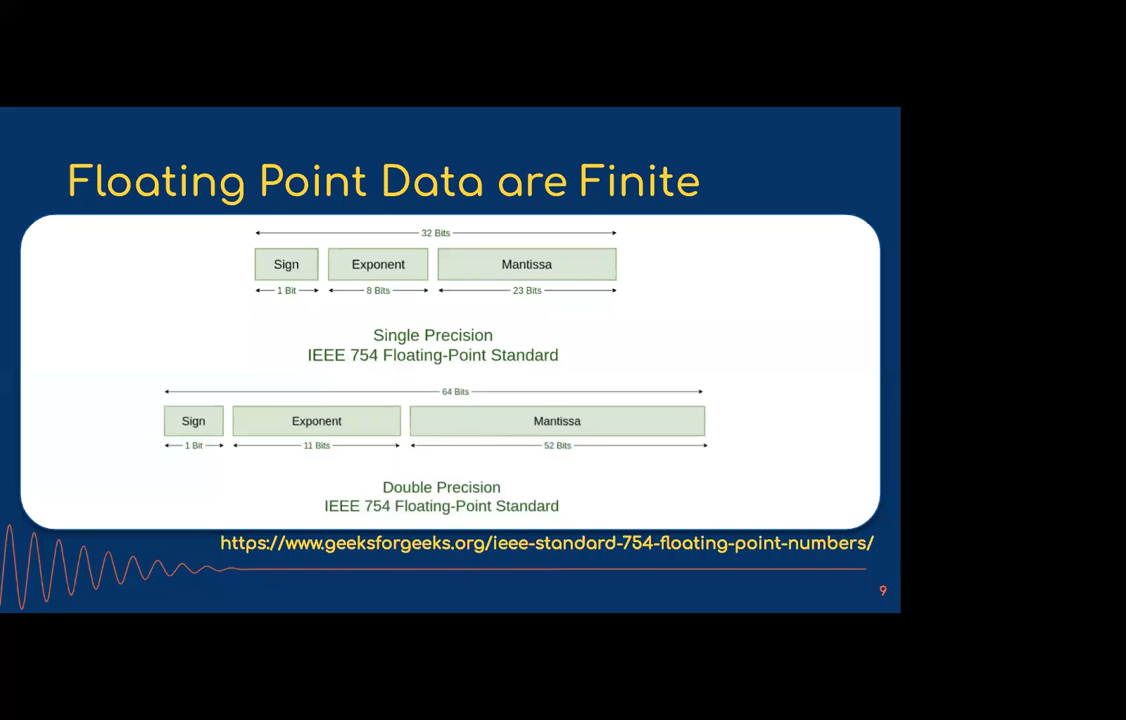 Floating Point Data are Finite
32 Bits
Sign Exponent Mantissa
1 Bit 8 Bits 23 Bits
Single Precision
IEEE 754 Floating-Point Standard
64 Bits
Sign Exponent Mantissa
1 Bit 11 Bits 52 Bits
Double Precision
IEEE 754 Floating-Point Standard
https://www.geeksforgeeks.org/ieee-standard-754-floating-point-numbers/
9